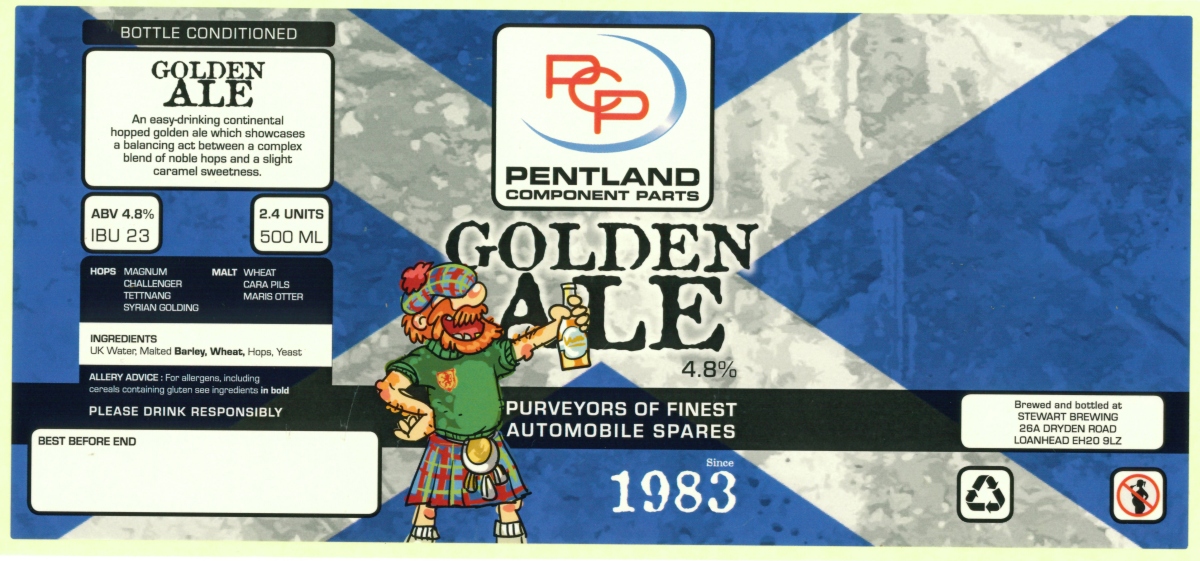 BOTTLE CONDITIONED
GOLDEN
ALE
An easy-drinking continental
hopped golden ale which showcases
a balancing act between a complex
blend of noble hops and a slight
caramel sweetness.
ABV 4.8%
IBU 23
2.4 UNITS
500 ML
HOPS MAGNUM
CHALLENGER
TETTNANG
SYRIAN GOLDING
MALT WHEAT
CARA PILS
MARIS OTTER
INGREDIENTS
UK Water, Malted Barley, Wheat, Hops, Yeast
ALLERY ADVICE : For allergens, including
cereals containing gluten see ingredients in bold
PLEASE DRINK RESPONSIBLY
BEST BEFORE END
PCP
PENTLAND
COMPONENT PARTS
GOLDEN
ALE
4.8%
PURVEYORS OF FINEST
AUTOMOBILE SPARES
Since
1983
Brewed and bottled at
STEWART BREWING
26A DRYDEN ROAD
LOANHEAD EH20 9LZ